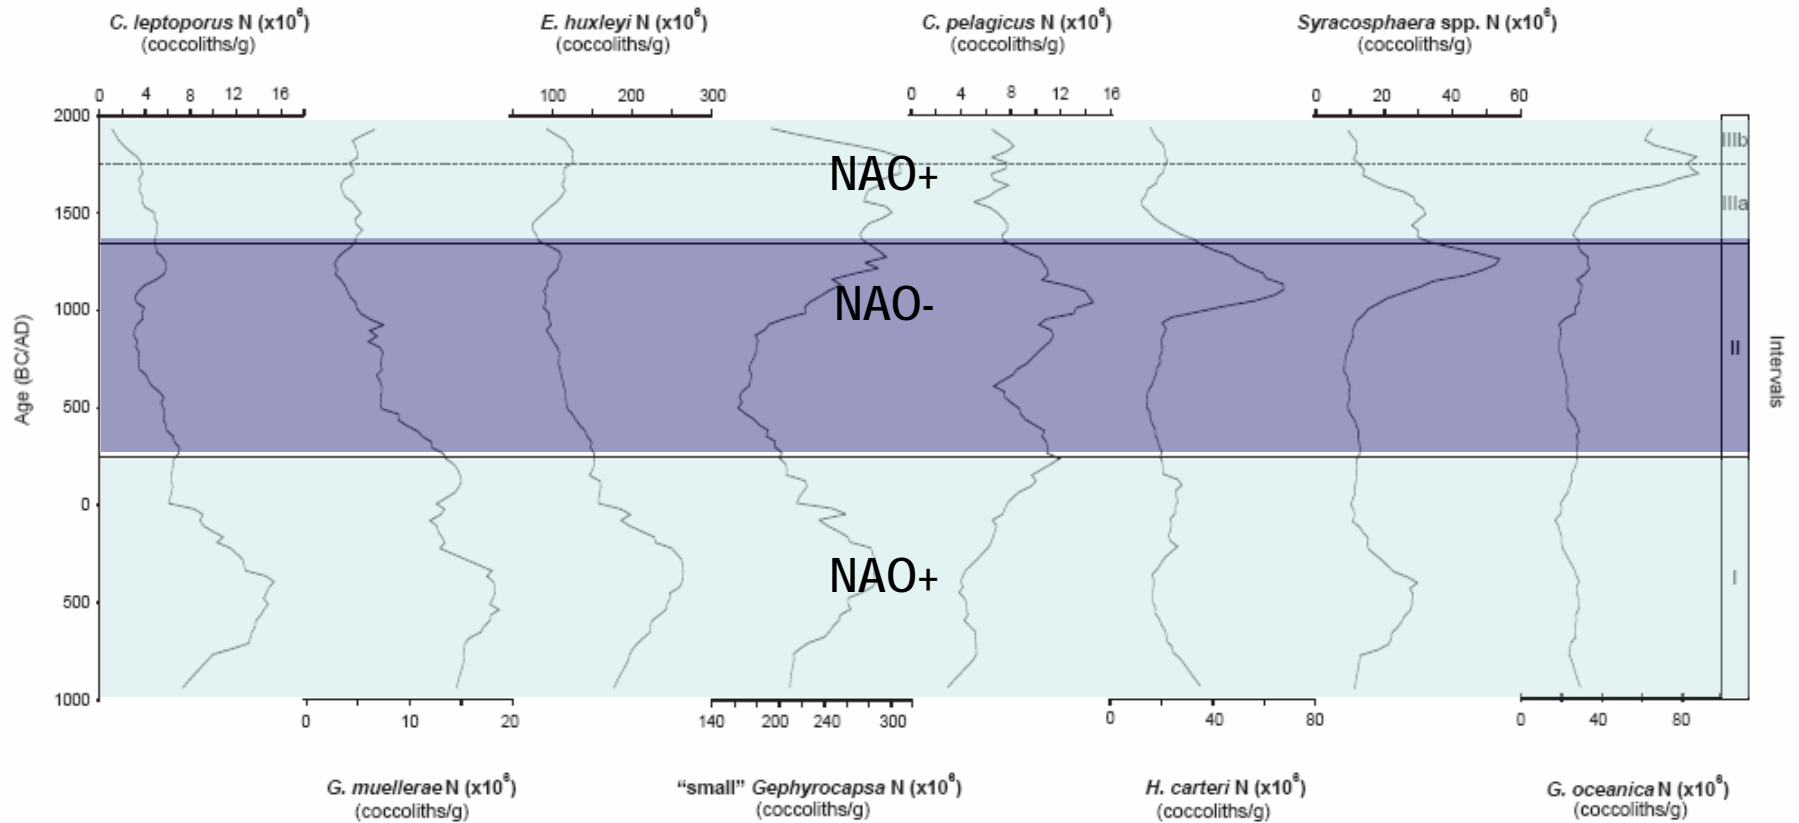 C. leptoporus N (x10⁶)
(coccoliths/g)
E. huxleyi N (x10⁶)
(coccoliths/g)
C. pelagicus N (x10⁶)
(coccoliths/g)
Syracosphaera spp. N (x10⁶)
(coccoliths/g)
0 4 8 12 16
100 200 300
0 4 8 12 16
0 20 40 60
2000
1500
1000
500
0
500
1000
Age (BC/AD)
NAO+
NAO-
NAO+
IIIb
IIIa
II
I
Intervals
0 10 20
140 200 240 300
0 40 80
0 40 80
G. muellerae N (x10⁶)
(coccoliths/g)
“small” Gephyrocapsa N (x10⁶)
(coccoliths/g)
H. carteri N (x10⁶)
(coccoliths/g)
G. oceanica N (x10⁶)
(coccoliths/g)